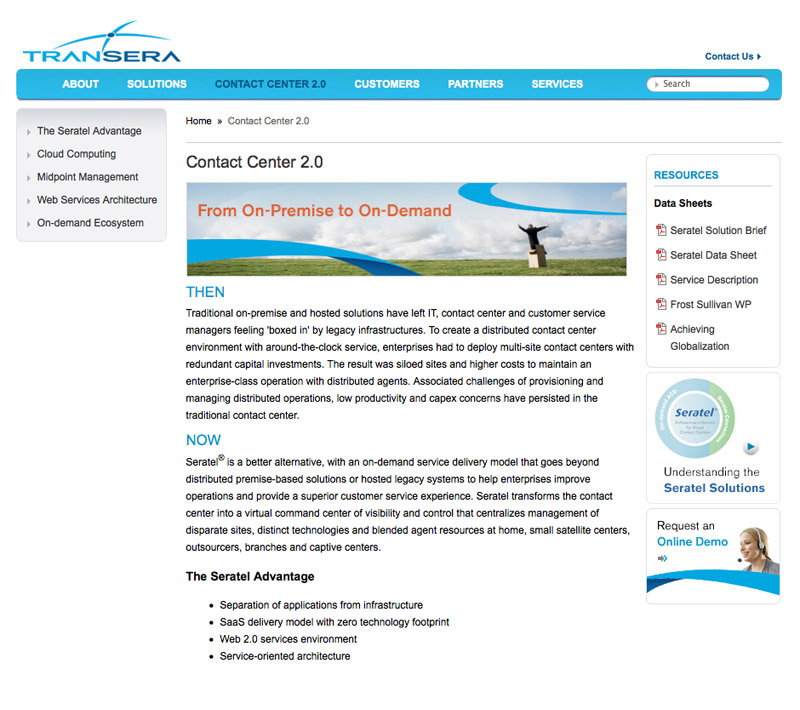 TRANSERA
Contact Us
ABOUT SOLUTIONS CONTACT CENTER 2.0 CUSTOMERS PARTNERS SERVICES Search
The Seratel Advantage
Cloud Computing
Midpoint Management
Web Services Architecture
On-demand Ecosystem
Home » Contact Center 2.0
Contact Center 2.0
From On-Premise to On-Demand
THEN
Traditional on-premise and hosted solutions have left IT, contact center and customer service
managers feeling 'boxed in' by legacy infrastructures. To create a distributed contact center
environment with around-the-clock service, enterprises had to deploy multi-site contact centers with
redundant capital investments. The result was siloed sites and higher costs to maintain an
enterprise-class operation with distributed agents. Associated challenges of provisioning and
managing distributed operations, low productivity and capex concerns have persisted in the
traditional contact center.
NOW
Seratel® is a better alternative, with an on-demand service delivery model that goes beyond
distributed premise-based solutions or hosted legacy systems to help enterprises improve
operations and provide a superior customer service experience. Seratel transforms the contact
center into a virtual command center of visibility and control that centralizes management of
disparate sites, distinct technologies and blended agent resources at home, small satellite centers,
outsourcers, branches and captive centers.
The Seratel Advantage
• Separation of applications from infrastructure
• SaaS delivery model with zero technology footprint
• Web 2.0 services environment
• Service-oriented architecture
RESOURCES
Data Sheets
Seratel Solution Brief
Seratel Data Sheet
Service Description
Frost Sullivan WP
Achieving
Globalization
On-demand ACD
Seratel
Software as a Service
for Virtual
Contact Centers
Understanding the
Seratel Solutions
Request an
Online Demo